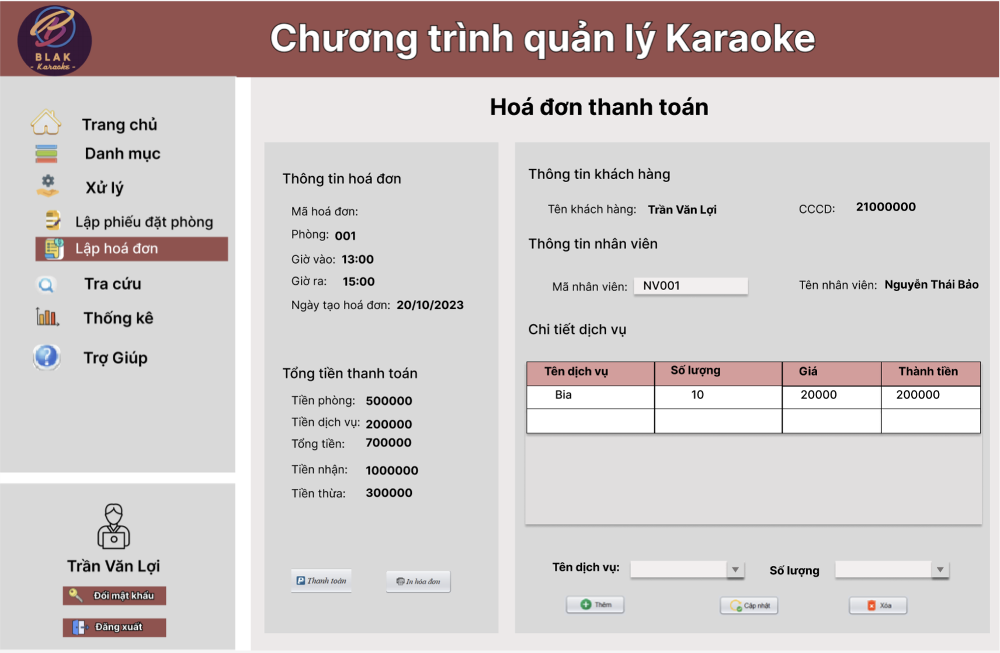 BLAK
- Karaoke -
Chương trình quản lý Karaoke
Trang chủ
Danh mục
Xử lý
Lập phiếu đặt phòng
Lập hoá đơn
Tra cứu
Thống kê
Trợ Giúp
Trần Văn Lợi
Đổi mật khẩu
Đăng xuất
Hoá đơn thanh toán
Thông tin hoá đơn
Mã hoá đơn:
Phòng: 001
Giờ vào: 13:00
Giờ ra: 15:00
Ngày tạo hoá đơn: 20/10/2023
Tổng tiền thanh toán
Tiền phòng: 500000
Tiền dịch vụ: 200000
Tổng tiền: 700000
Tiền nhận: 1000000
Tiền thừa: 300000
Thanh toán
In hóa đơn
Thông tin khách hàng
Tên khách hàng: Trần Văn Lợi CCCD: 21000000
Thông tin nhân viên
Mã nhân viên: NV001 Tên nhân viên: Nguyễn Thái Bảo
Chi tiết dịch vụ
Tên dịch vụ Số lượng Giá Thành tiền
Bia 10 20000 200000
Tên dịch vụ: Số lượng
Thêm Cập nhật Xóa